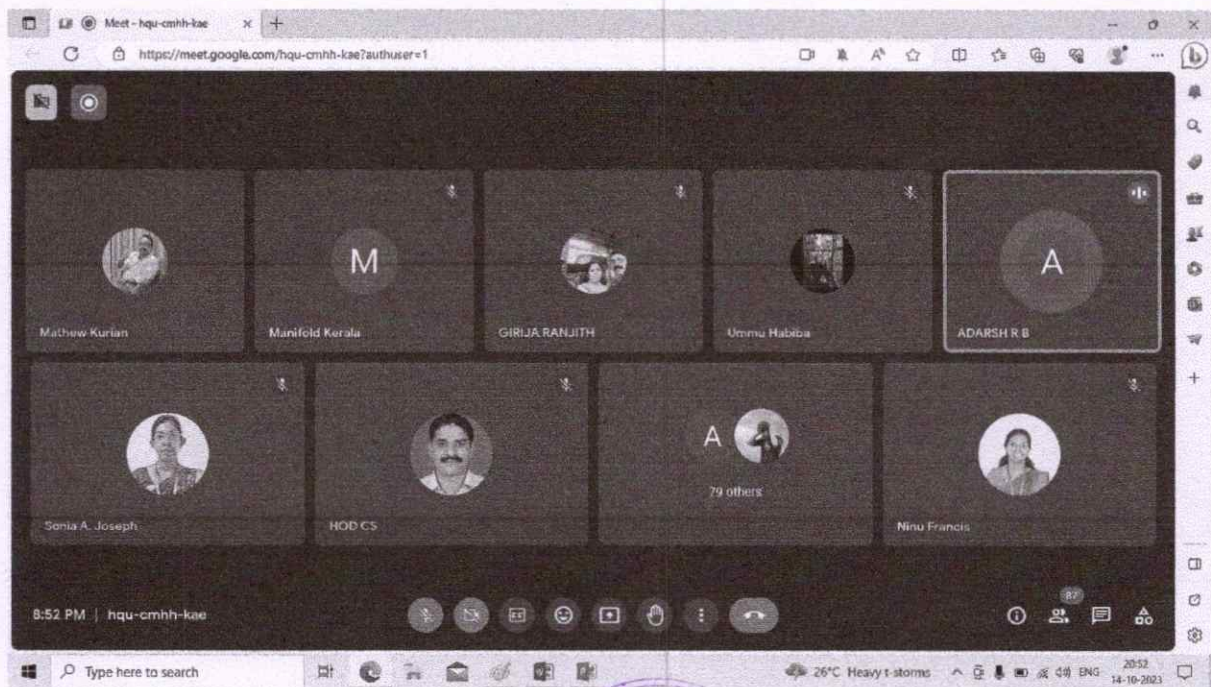 Meet - hqu-cmhh-kae
https://meet.google.com/hqu-cmhh-kae?authuser=1
M
A
Mathew Kurian
Manifold Kerala
GIRIJA RANJITH
Ummu Habiba
ADARSH R B
A
79 others
Sonia A. Joseph
HOD CS
Ninu Francis
87
8:52 PM | hqu-cmhh-kae
Type here to search
26°C Heavy t-storms
ENG
20:52
14-10-2023